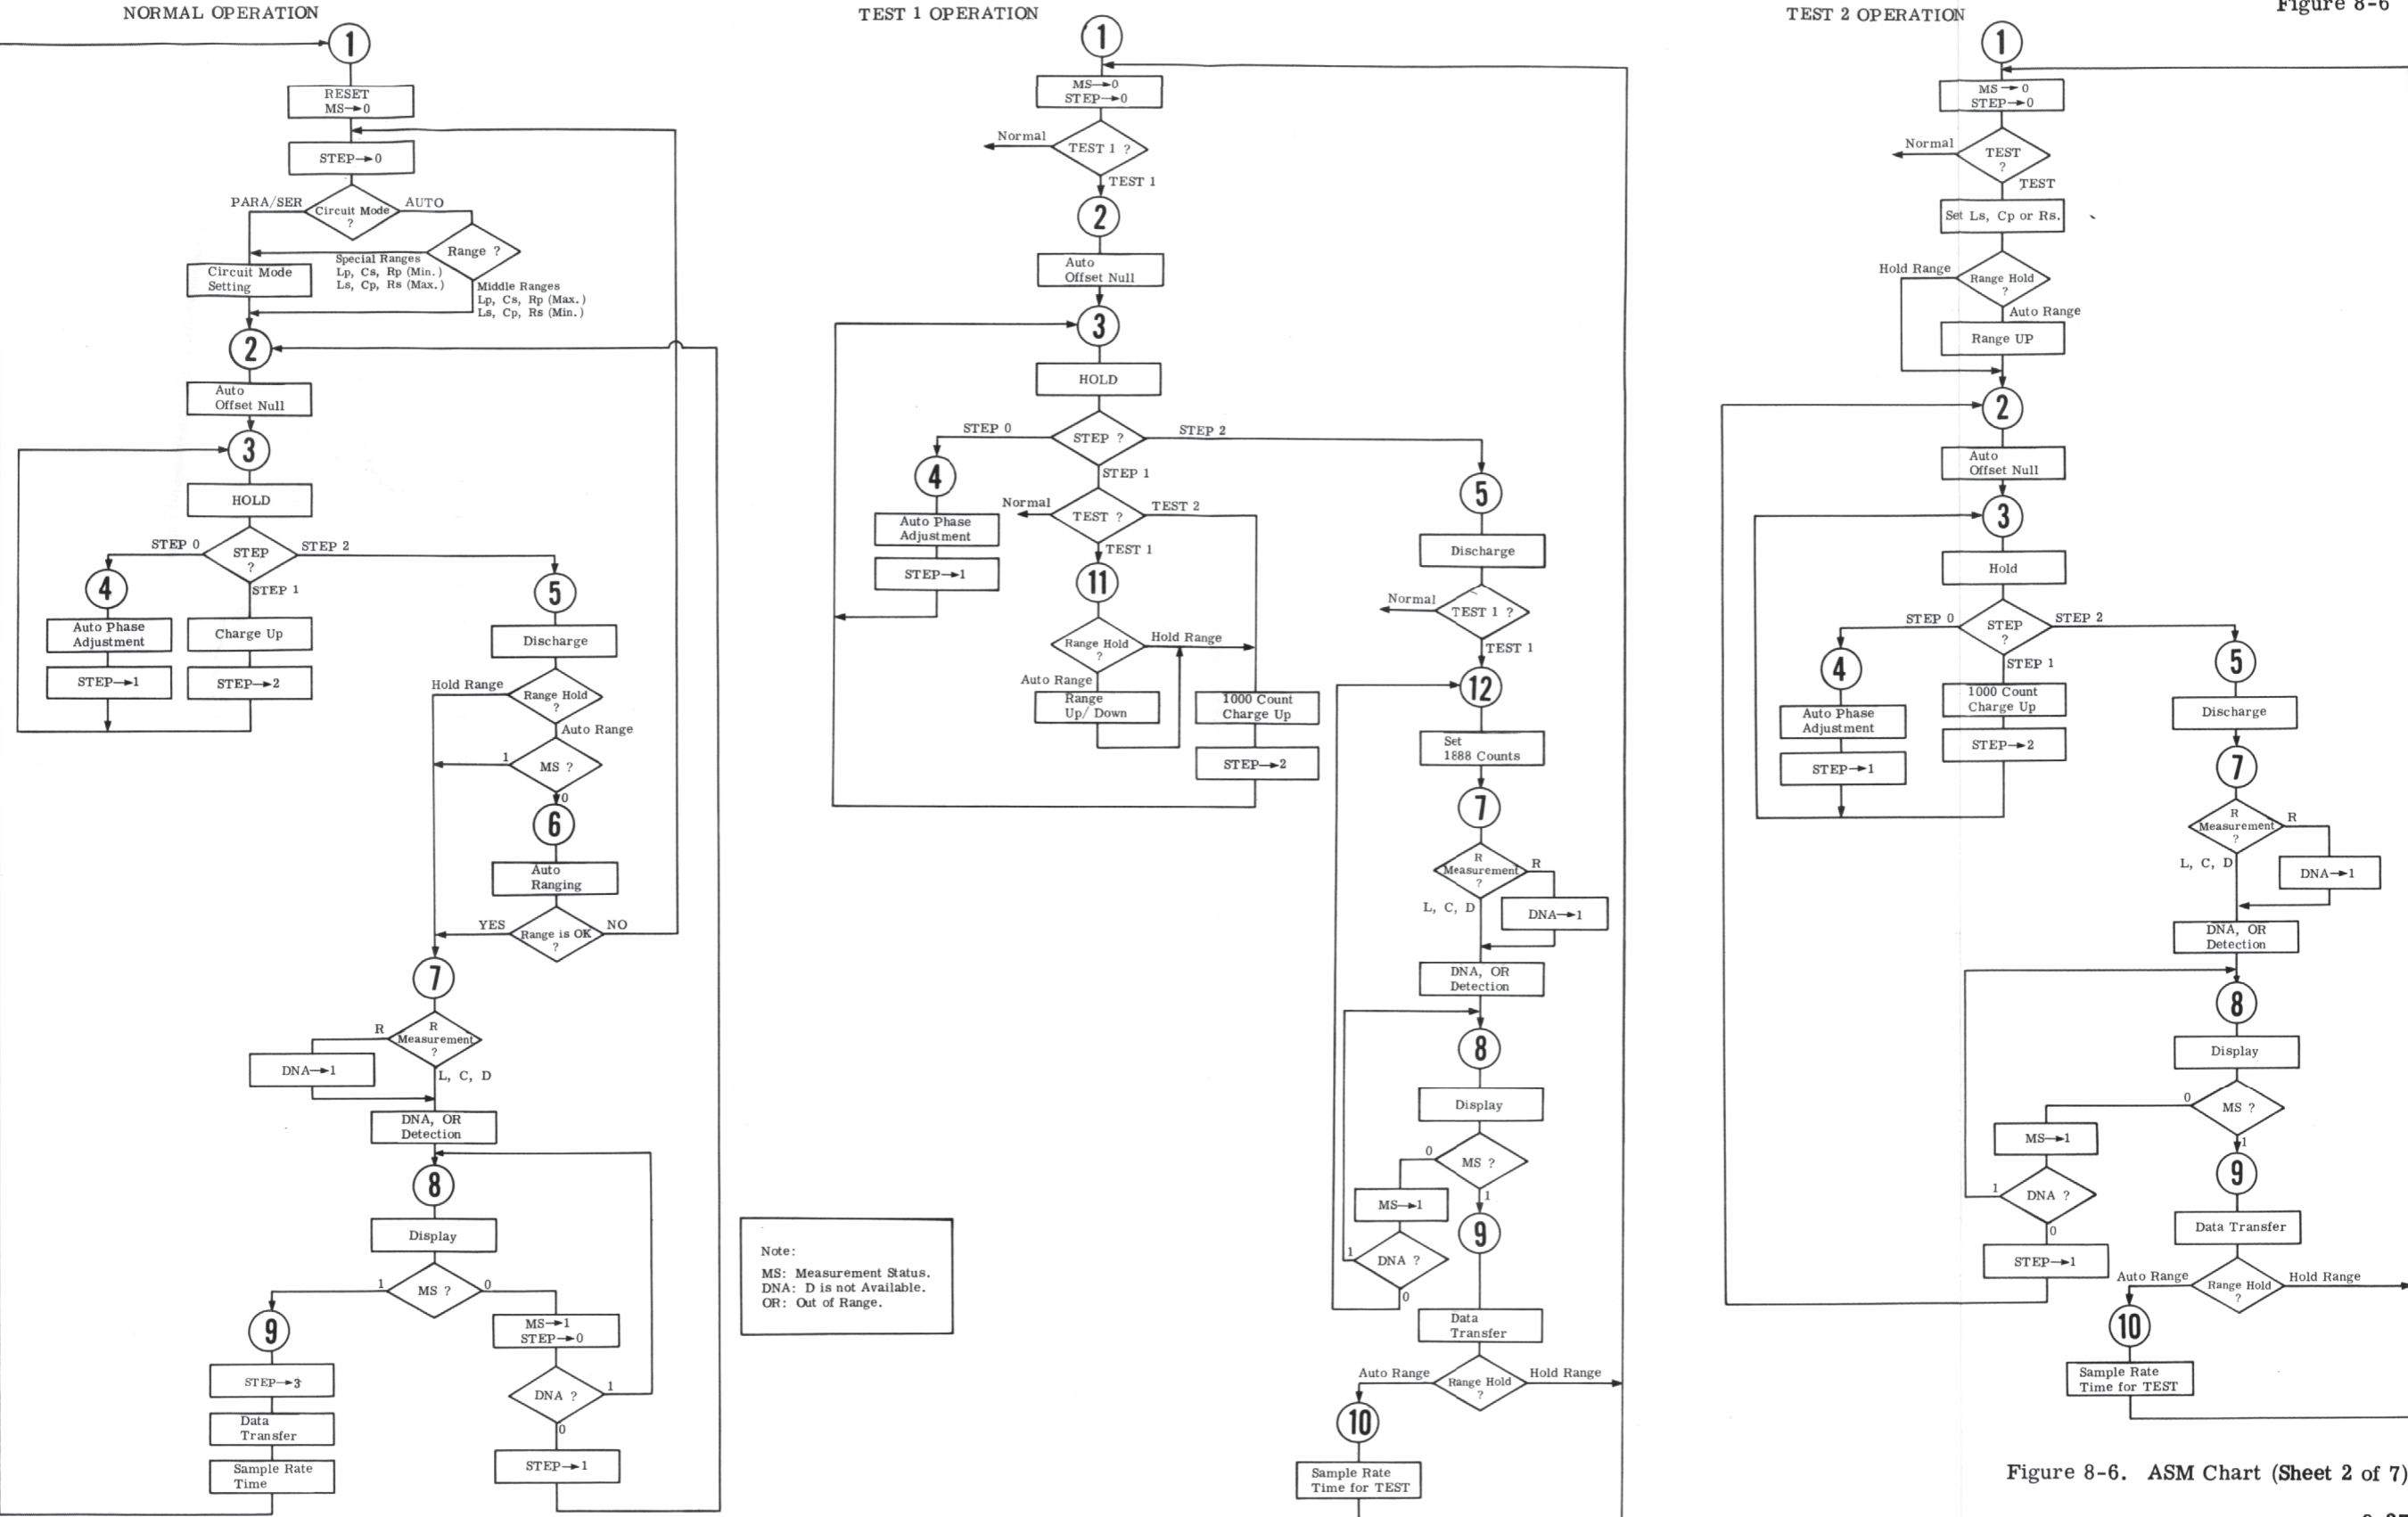 NORMAL OPERATION
1
RESET
MS→0
STEP→0
PARA/SER
Circuit Mode
?
AUTO
Range ?
Special Ranges
Lp, Cs, Rp (Min.)
Ls, Cp, Rs (Max.)
Circuit Mode
Setting
Middle Ranges
Lp, Cs, Rp (Max.)
Ls, Cp, Rs (Min.)
2
Auto
Offset Null
3
HOLD
STEP 0
STEP
?
STEP 2
STEP 1
4
Auto Phase
Adjustment
STEP→1
Charge Up
STEP→2
5
Discharge
Hold Range
Range Hold
?
Auto Range
1
MS ?
0
6
Auto
Ranging
YES
Range is OK
?
NO
7
R
R
Measurement
?
DNA→1
L, C, D
DNA, OR
Detection
8
Display
1
MS ?
0
9
STEP→3
Data
Transfer
Sample Rate
Time
MS→1
STEP→0
DNA ?
1
0
STEP→1
Note:
MS: Measurement Status.
DNA: D is not Available.
OR: Out of Range.
TEST 1 OPERATION
1
MS→0
STEP→0
Normal
TEST 1 ?
TEST 1
2
Auto
Offset Null
3
HOLD
STEP 0
STEP ?
STEP 2
STEP 1
4
Auto Phase
Adjustment
STEP→1
Normal
TEST ?
TEST 2
TEST 1
11
Range Hold
?
Hold Range
Auto Range
Range
Up/ Down
1000 Count
Charge Up
STEP→2
5
Discharge
Normal
TEST 1 ?
TEST 1
12
Set
1888 Counts
7
R
Measurement
?
R
L, C, D
DNA→1
DNA, OR
Detection
8
Display
0
MS ?
1
MS→1
1
DNA ?
0
9
Data
Transfer
Auto Range
Range Hold
?
Hold Range
10
Sample Rate
Time for TEST
TEST 2 OPERATION
Figure 8-6
1
MS→0
STEP→0
Normal
TEST
?
TEST
Set Ls, Cp or Rs.
Hold Range
Range Hold
?
Auto Range
Range UP
2
Auto
Offset Null
3
Hold
STEP 0
STEP
?
STEP 2
STEP 1
4
Auto Phase
Adjustment
STEP→1
1000 Count
Charge Up
STEP→2
5
Discharge
7
R
Measurement
?
R
L, C, D
DNA→1
DNA, OR
Detection
8
Display
0
MS ?
1
MS→1
1
DNA ?
0
STEP→1
9
Data Transfer
Auto Range
Range Hold
?
Hold Range
10
Sample Rate
Time for TEST
Figure 8-6. ASM Chart (Sheet 2 of 7)